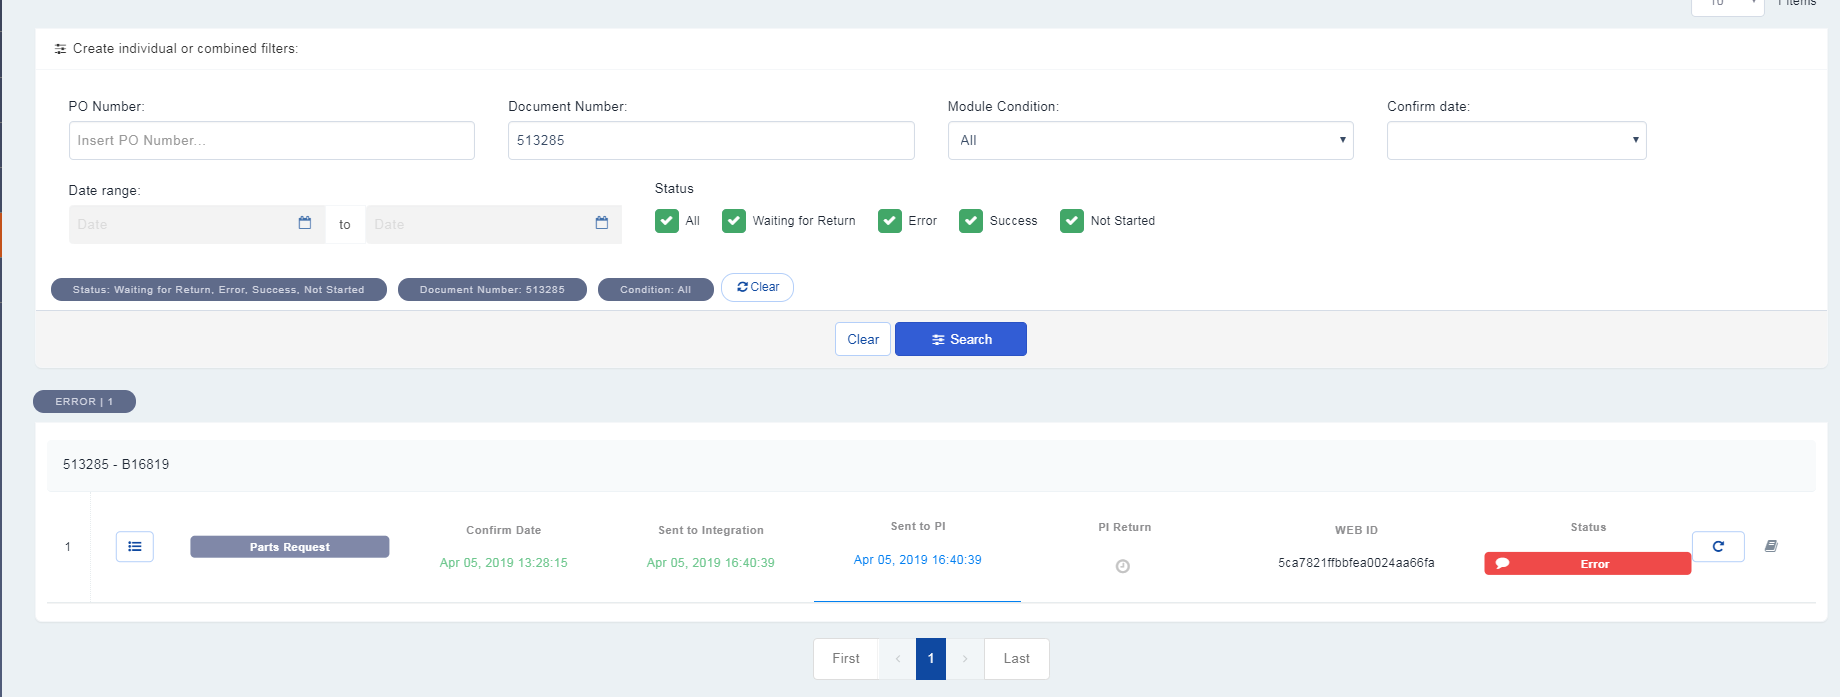 10 1 items
Create individual or combined filters:
PO Number: Document Number: Module Condition: Confirm date:
Insert PO Number... 513285 All
Date range: Status
Date to Date All Waiting for Return Error Success Not Started
Status: Waiting for Return, Error, Success, Not Started Document Number: 513285 Condition: All Clear
Clear Search
ERROR | 1
513285 - B16819
Confirm Date Sent to Integration Sent to PI PI Return WEB ID Status
1 Parts Request Apr 05, 2019 13:28:15 Apr 05, 2019 16:40:39 Apr 05, 2019 16:40:39 5ca7821ffbbfea0024aa66fa Error
First ‹ 1 › Last